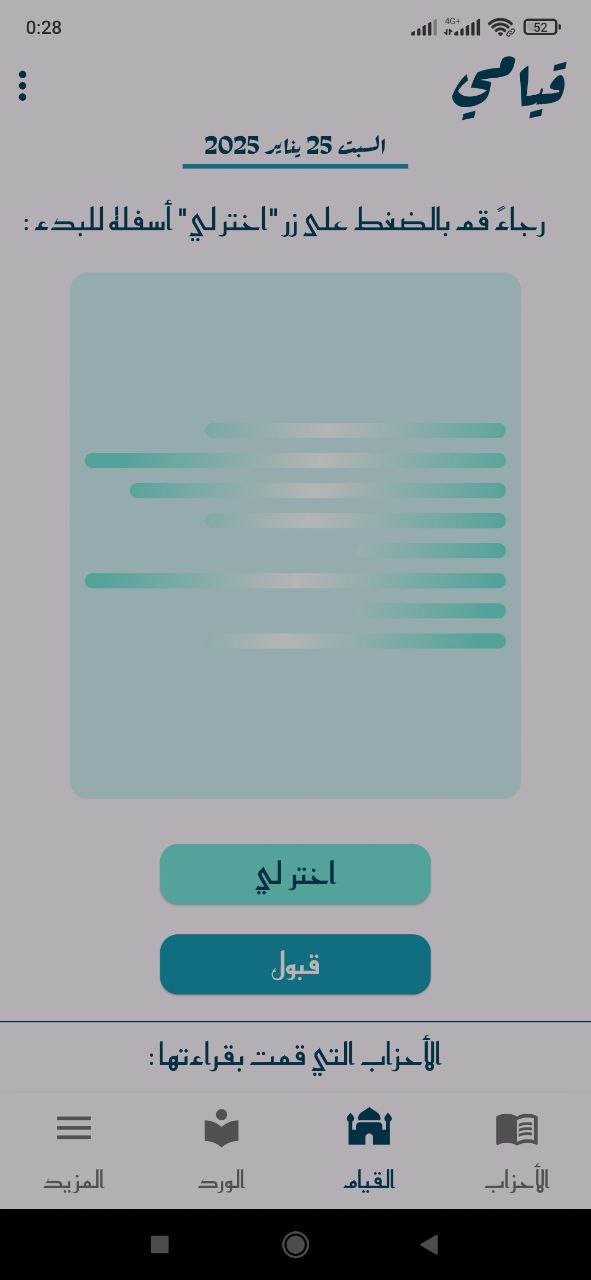 0:28
4G+
52
قيامي
السبت 25 يناير 2025
رجاءً قم بالضغط على زر "اختر لي" أسفلهُ للبدء :
اختر لي
قبول
الأحزاب التي قمت بقراءتها :
الأحزاب
القيام
الورد
المزيد